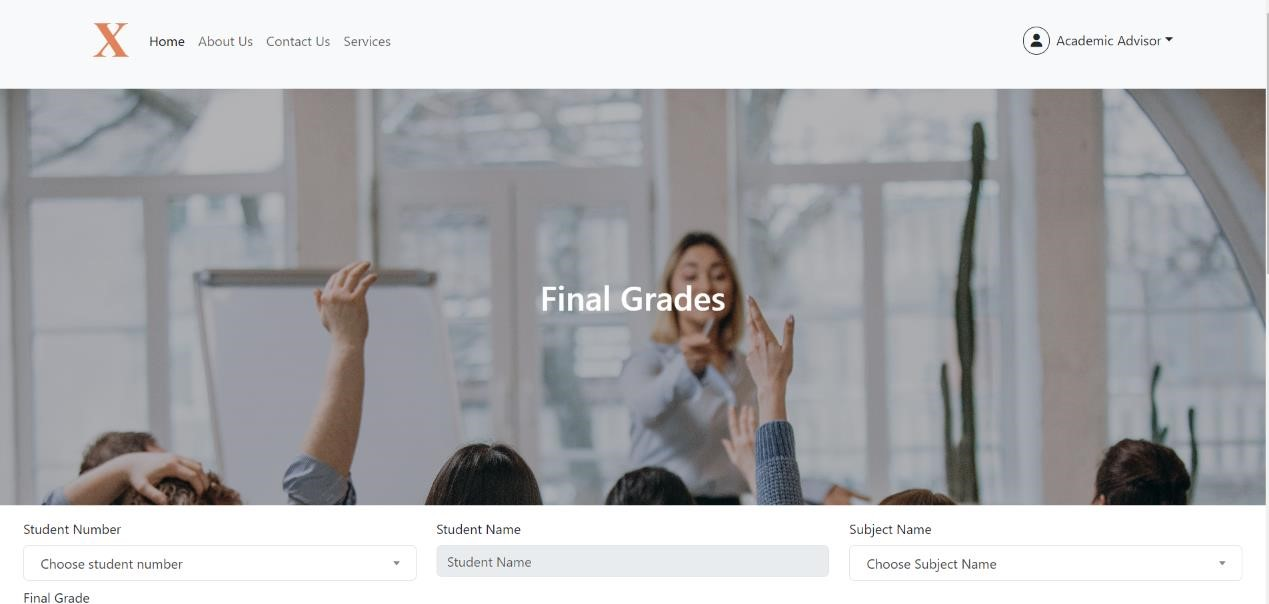 X Home About Us Contact Us Services Academic Advisor
Final Grades
Student Number Student Name Subject Name
Choose student number Student Name Choose Subject Name
Final Grade